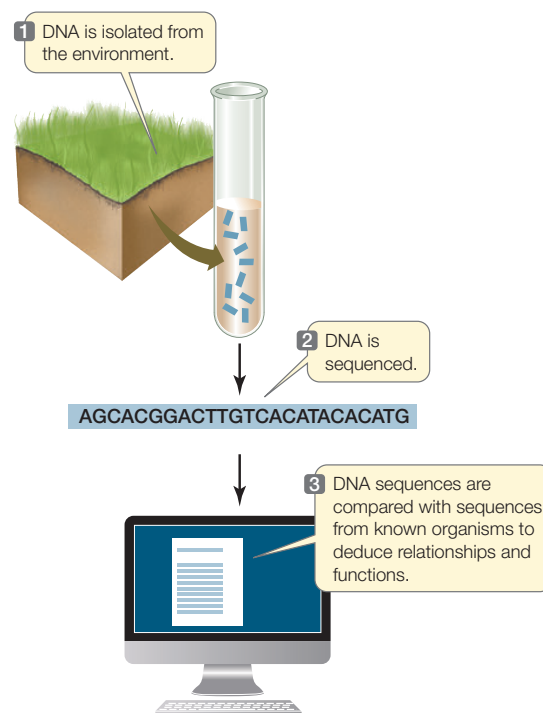 1 DNA is isolated from
the environment.
2 DNA is
sequenced.
AGCACGGACTTGTCACATACACATG
3 DNA sequences are
compared with sequences
from known organisms to
deduce relationships and
functions.